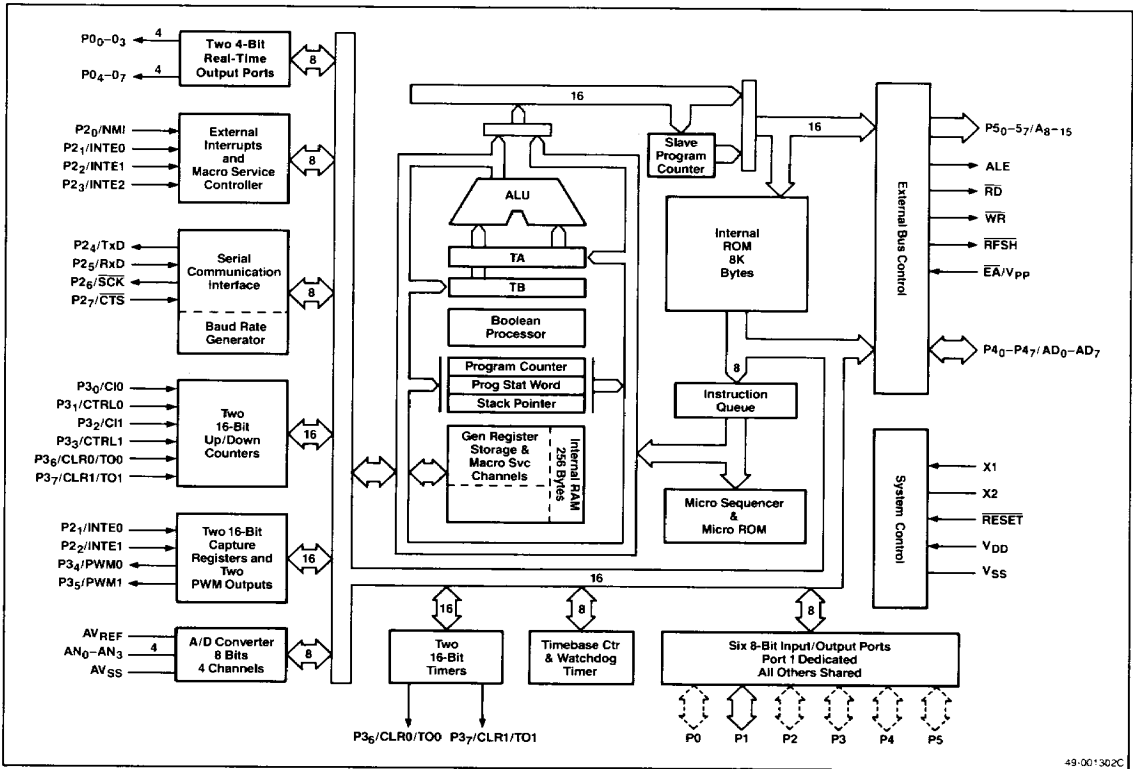 P0₀-0₃
4
P0₄-0₇
4
Two 4-Bit
Real-Time
Output Ports
8
P2₀/NMI
P2₁/INTE0
P2₂/INTE1
P2₃/INTE2
External
Interrupts
and
Macro Service
Controller
8
P2₄/TxD
P2₅/RxD
P2₆/S̅C̅K̅
P2₇/C̅T̅S̅
Serial
Communication
Interface
Baud Rate
Generator
8
P3₀/CI0
P3₁/CTRL0
P3₂/CI1
P3₃/CTRL1
P3₆/CLR0/TO0
P3₇/CLR1/TO1
Two
16-Bit
Up/Down
Counters
16
P2₁/INTE0
P2₂/INTE1
P3₄/PWM0
P3₅/PWM1
Two 16-Bit
Capture
Registers and
Two
PWM Outputs
16
AV_REF
AN₀-AN₃
4
AV_SS
A/D Converter
8 Bits
4 Channels
8
16
ALU
TA
TB
Boolean
Processor
Program Counter
Prog Stat Word
Stack Pointer
Gen Register
Storage &
Macro Svc
Channels
Internal RAM
256 Bytes
Slave
Program
Counter
16
Internal
ROM
8K
Bytes
8
Instruction
Queue
Micro Sequencer
&
Micro ROM
External Bus Control
P5₀-5₇/A₈₋₁₅
ALE
R̅D̅
W̅R̅
R̅F̅S̅H̅
E̅A̅/V_PP
P4₀-P4₇/AD₀-AD₇
System Control
X1
X2
R̅E̅S̅E̅T̅
V_DD
V_SS
16
16
Two
16-Bit
Timers
P3₆/CLR0/TO0 P3₇/CLR1/TO1
8
Timebase Ctr
& Watchdog
Timer
8
Six 8-Bit Input/Output Ports
Port 1 Dedicated
All Others Shared
P0 P1 P2 P3 P4 P5
49-001302C